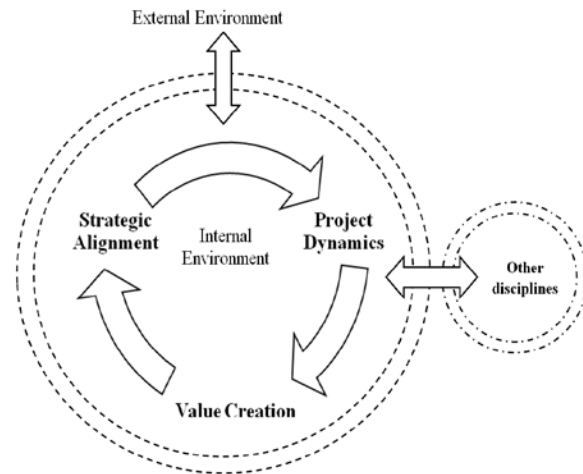 External Environment
Strategic
Alignment
Internal
Environment
Project
Dynamics
Other
disciplines
Value Creation